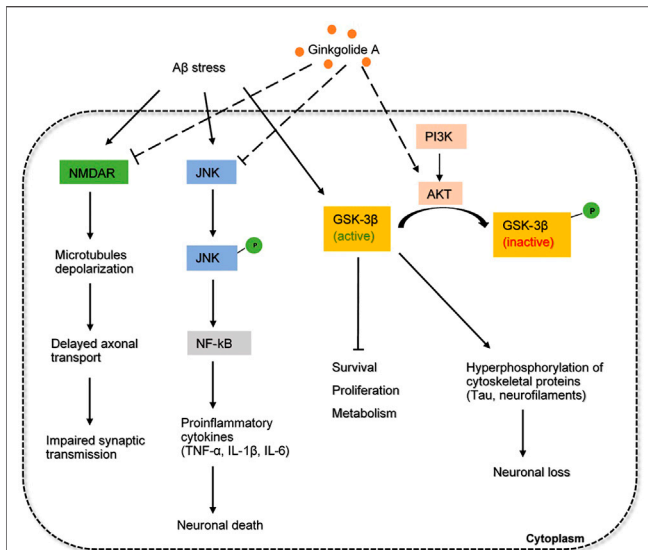 Ginkgolide A
Aβ stress
PI3K
NMDAR
JNK
AKT
P
GSK-3β
(active)
GSK-3β
(inactive)
Microtubules
depolarization
JNK
P
Delayed axonal
transport
NF-kB
Survival
Proliferation
Metabolism
Hyperphosphorylation of
cytoskeletal proteins
(Tau, neurofilaments)
Impaired synaptic
transmission
Proinflammatory
cytokines
(TNF-α, IL-1β, IL-6)
Neuronal loss
Neuronal death
Cytoplasm